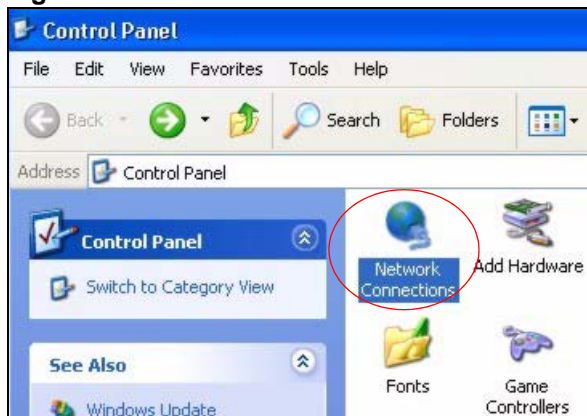 Control Panel
File Edit View Favorites Tools Help
Back Search Folders
Address Control Panel
Control Panel
Switch to Category View
See Also
Windows Update
Network Connections
Add Hardware
Fonts
Game Controllers